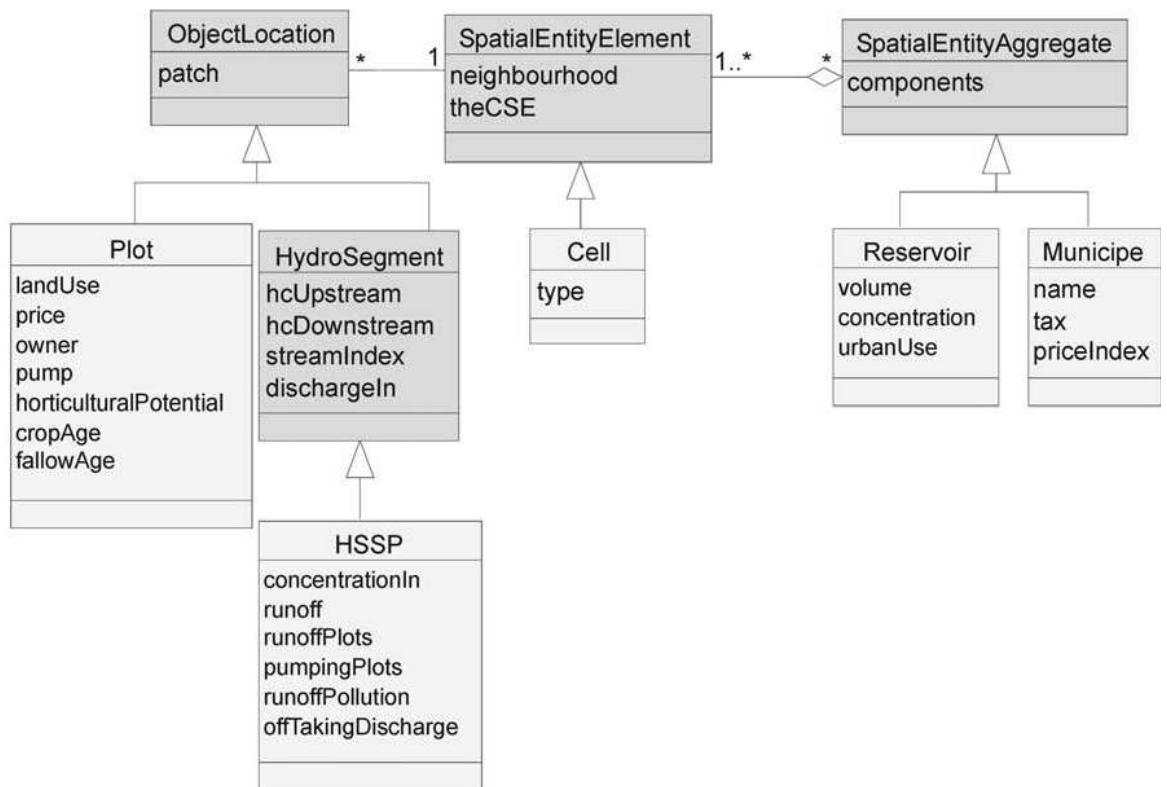 ObjectLocation
patch
*
1
SpatialEntityElement
neighbourhood
theCSE
1..*
*
SpatialEntityAggregate
components
Plot
landUse
price
owner
pump
horticulturalPotential
cropAge
fallowAge
HydroSegment
hcUpstream
hcDownstream
streamIndex
dischargeIn
Cell
type
Reservoir
volume
concentration
urbanUse
Municipe
name
tax
priceIndex
HSSP
concentrationIn
runoff
runoffPlots
pumpingPlots
runoffPollution
offTakingDischarge